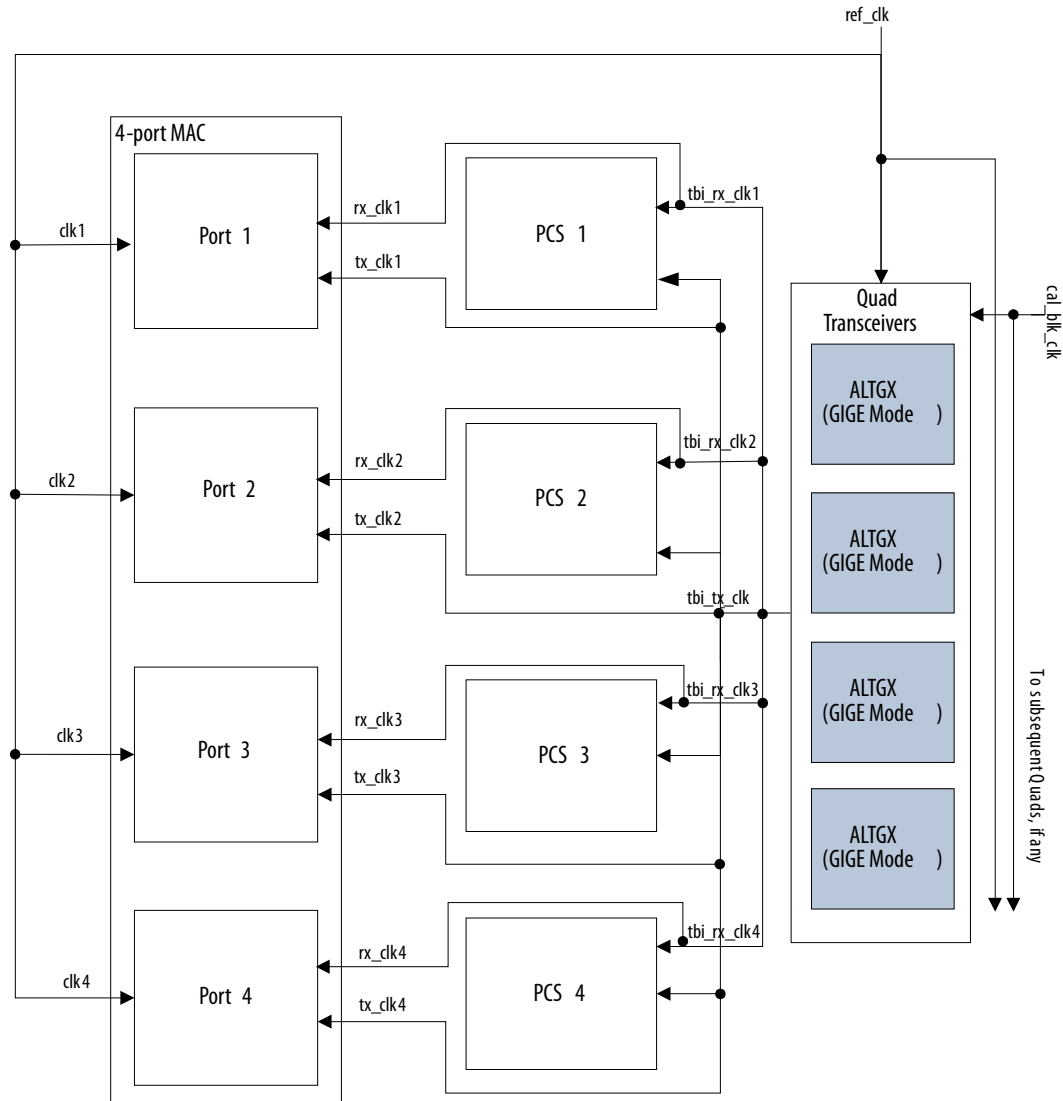 ref_clk
4-port MAC
Port 1
clk1
rx_clk1
tx_clk1
PCS 1
tbi_rx_clk1
Quad
Transceivers
cal_blk_clk
ALTGX
(GIGE Mode )
Port 2
clk2
rx_clk2
tx_clk2
PCS 2
tbi_rx_clk2
ALTGX
(GIGE Mode )
tbi_tx_clk
Port 3
clk3
rx_clk3
tx_clk3
PCS 3
tbi_rx_clk3
ALTGX
(GIGE Mode )
To subsequent Quads, if any
ALTGX
(GIGE Mode )
Port 4
clk4
rx_clk4
tx_clk4
PCS 4
tbi_rx_clk4